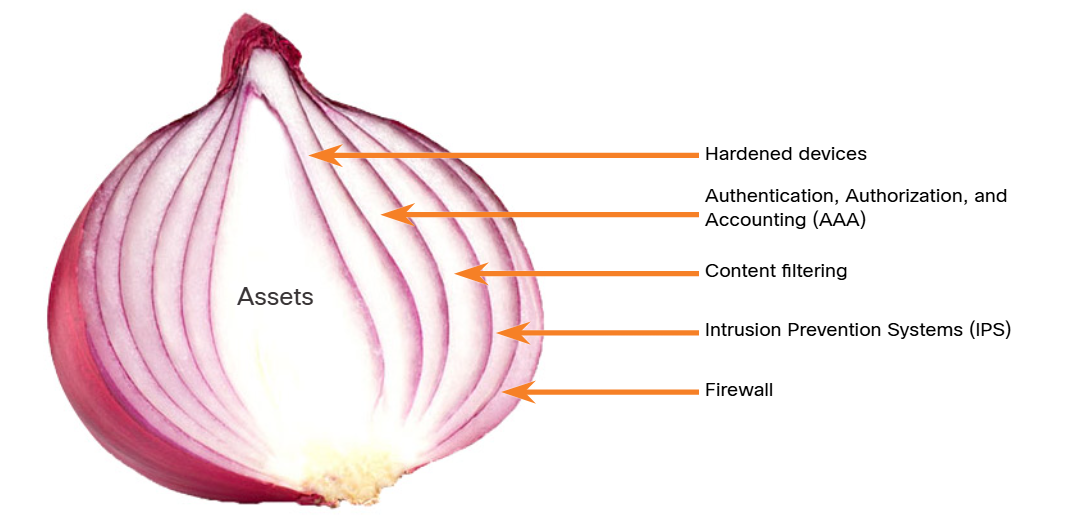 Hardened devices
Authentication, Authorization, and
Accounting (AAA)
Content filtering
Assets
Intrusion Prevention Systems (IPS)
Firewall